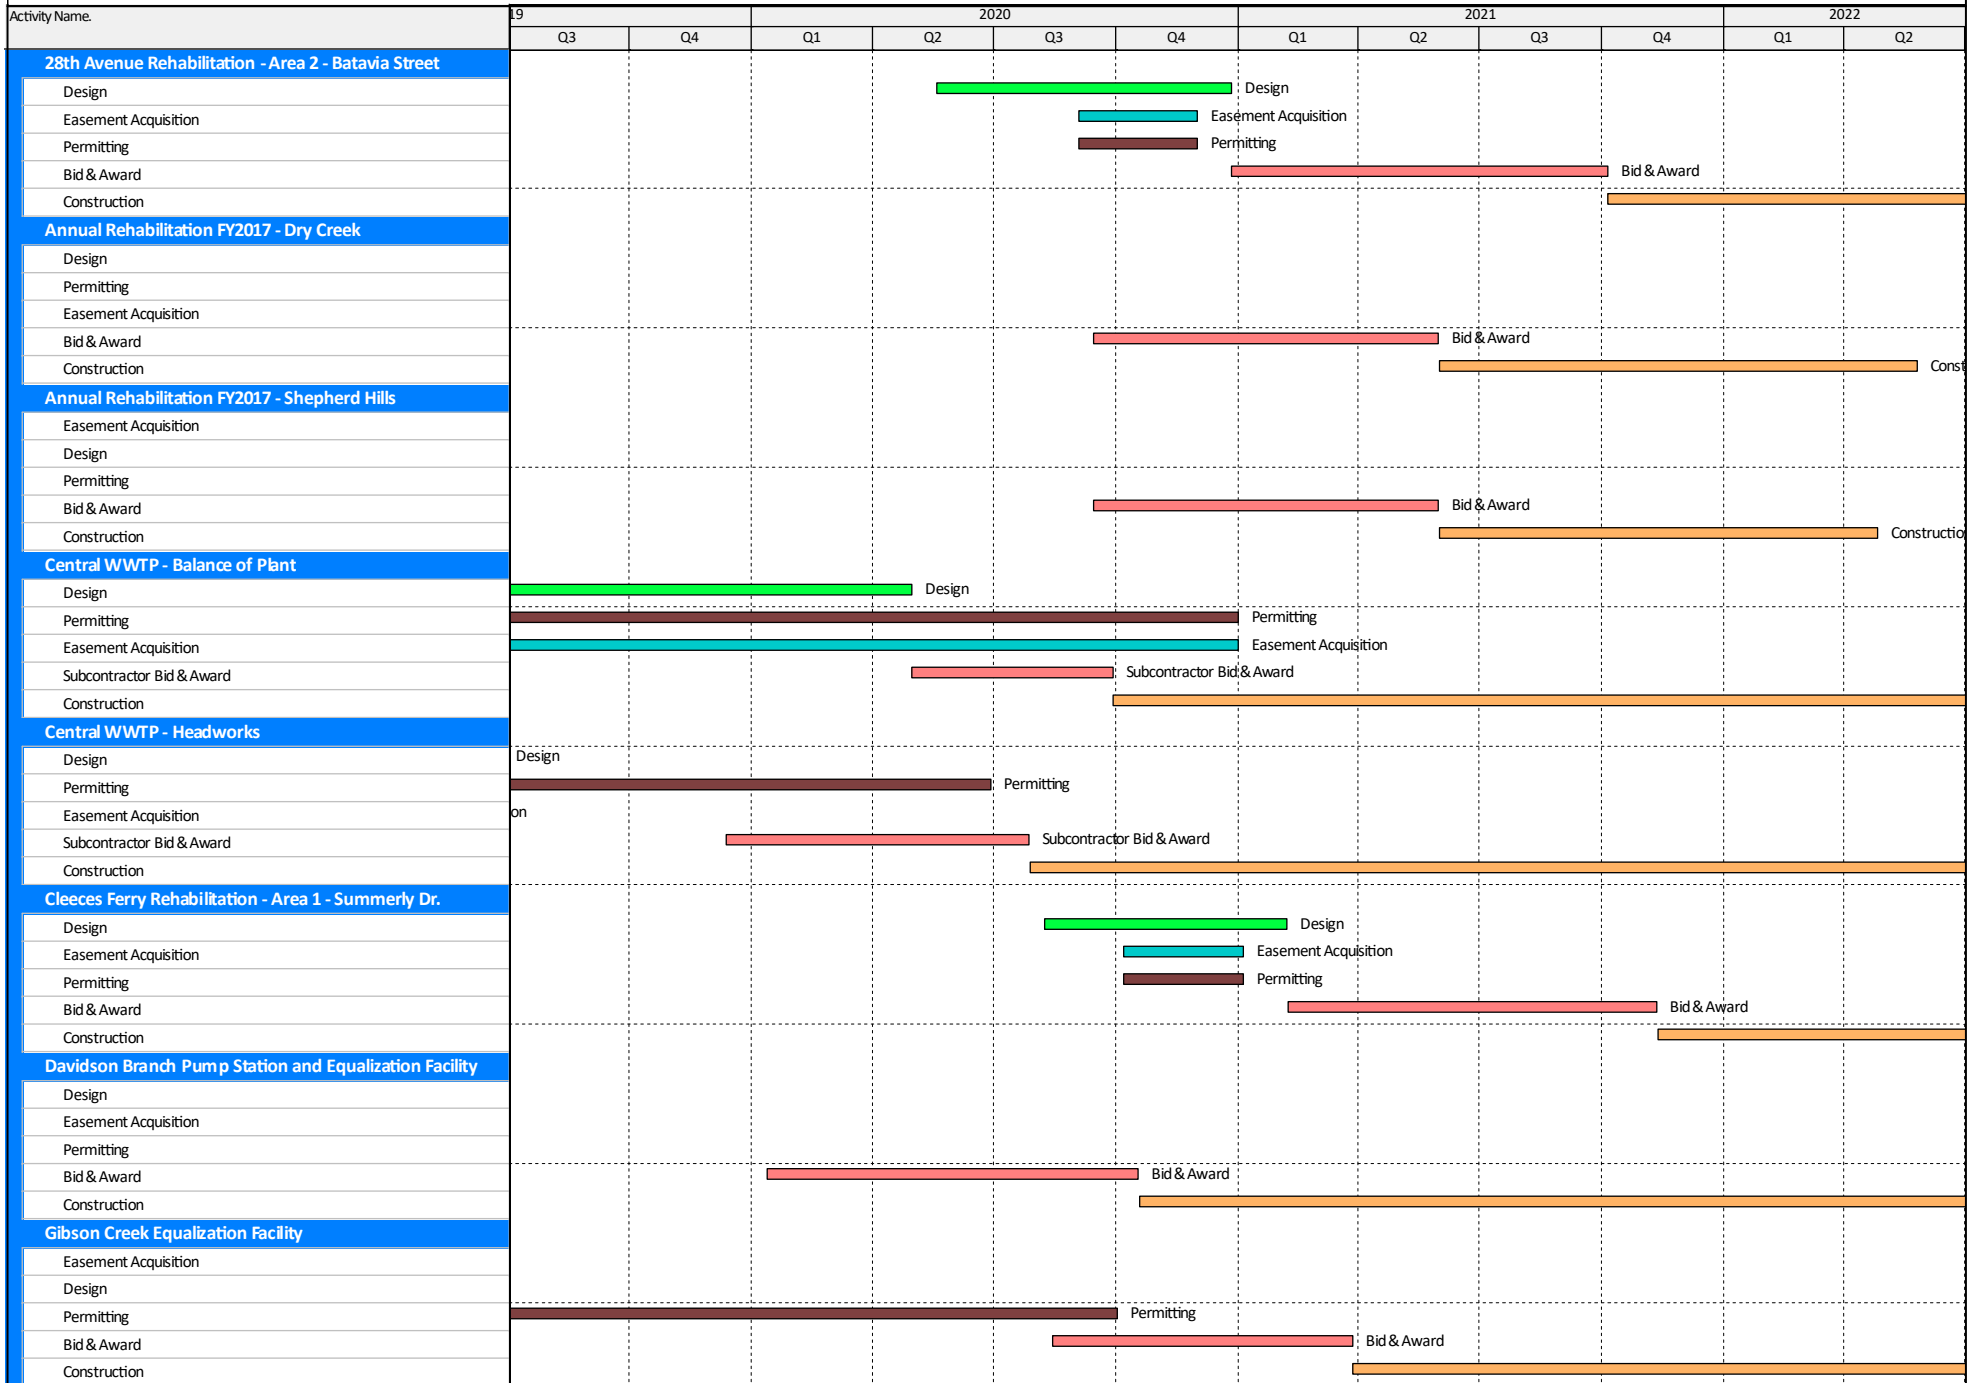 Activity Name.
19 2020 2021 2022
Q3 Q4 Q1 Q2 Q3 Q4 Q1 Q2 Q3 Q4 Q1 Q2
28th Avenue Rehabilitation - Area 2 - Batavia Street
Design Design
Easement Acquisition Easement Acquisition
Permitting Permitting
Bid & Award Bid & Award
Construction
Annual Rehabilitation FY2017 - Dry Creek
Design
Permitting
Easement Acquisition
Bid & Award Bid & Award
Construction Const
Annual Rehabilitation FY2017 - Shepherd Hills
Easement Acquisition
Design
Permitting
Bid & Award Bid & Award
Construction Constructio
Central WWTP - Balance of Plant
Design Design
Permitting Permitting
Easement Acquisition Easement Acquisition
Subcontractor Bid & Award Subcontractor Bid & Award
Construction
Central WWTP - Headworks
Design Design
Permitting Permitting
Easement Acquisition on
Subcontractor Bid & Award Subcontractor Bid & Award
Construction
Cleeces Ferry Rehabilitation - Area 1 - Summerly Dr.
Design Design
Easement Acquisition Easement Acquisition
Permitting Permitting
Bid & Award Bid & Award
Construction
Davidson Branch Pump Station and Equalization Facility
Design
Easement Acquisition
Permitting
Bid & Award Bid & Award
Construction
Gibson Creek Equalization Facility
Easement Acquisition
Design
Permitting Permitting
Bid & Award Bid & Award
Construction